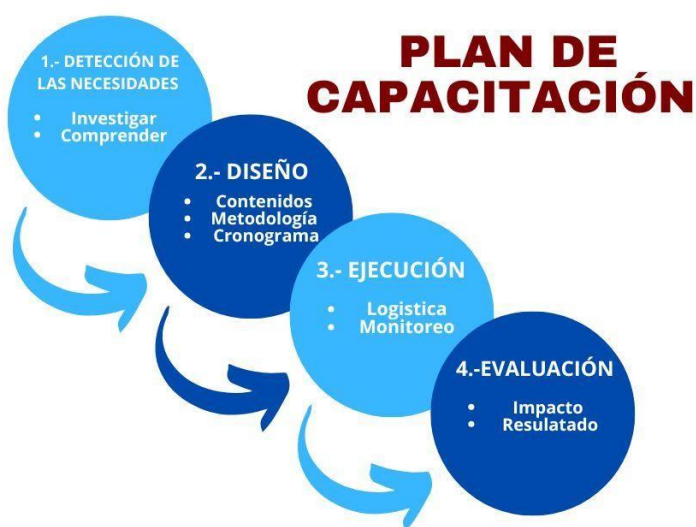 PLAN DE
CAPACITACIÓN
1.- DETECCIÓN DE
LAS NECESIDADES
• Investigar
• Comprender
2.- DISEÑO
• Contenidos
• Metodología
• Cronograma
3.- EJECUCIÓN
• Logistica
• Monitoreo
4.-EVALUACIÓN
• Impacto
• Resulatado